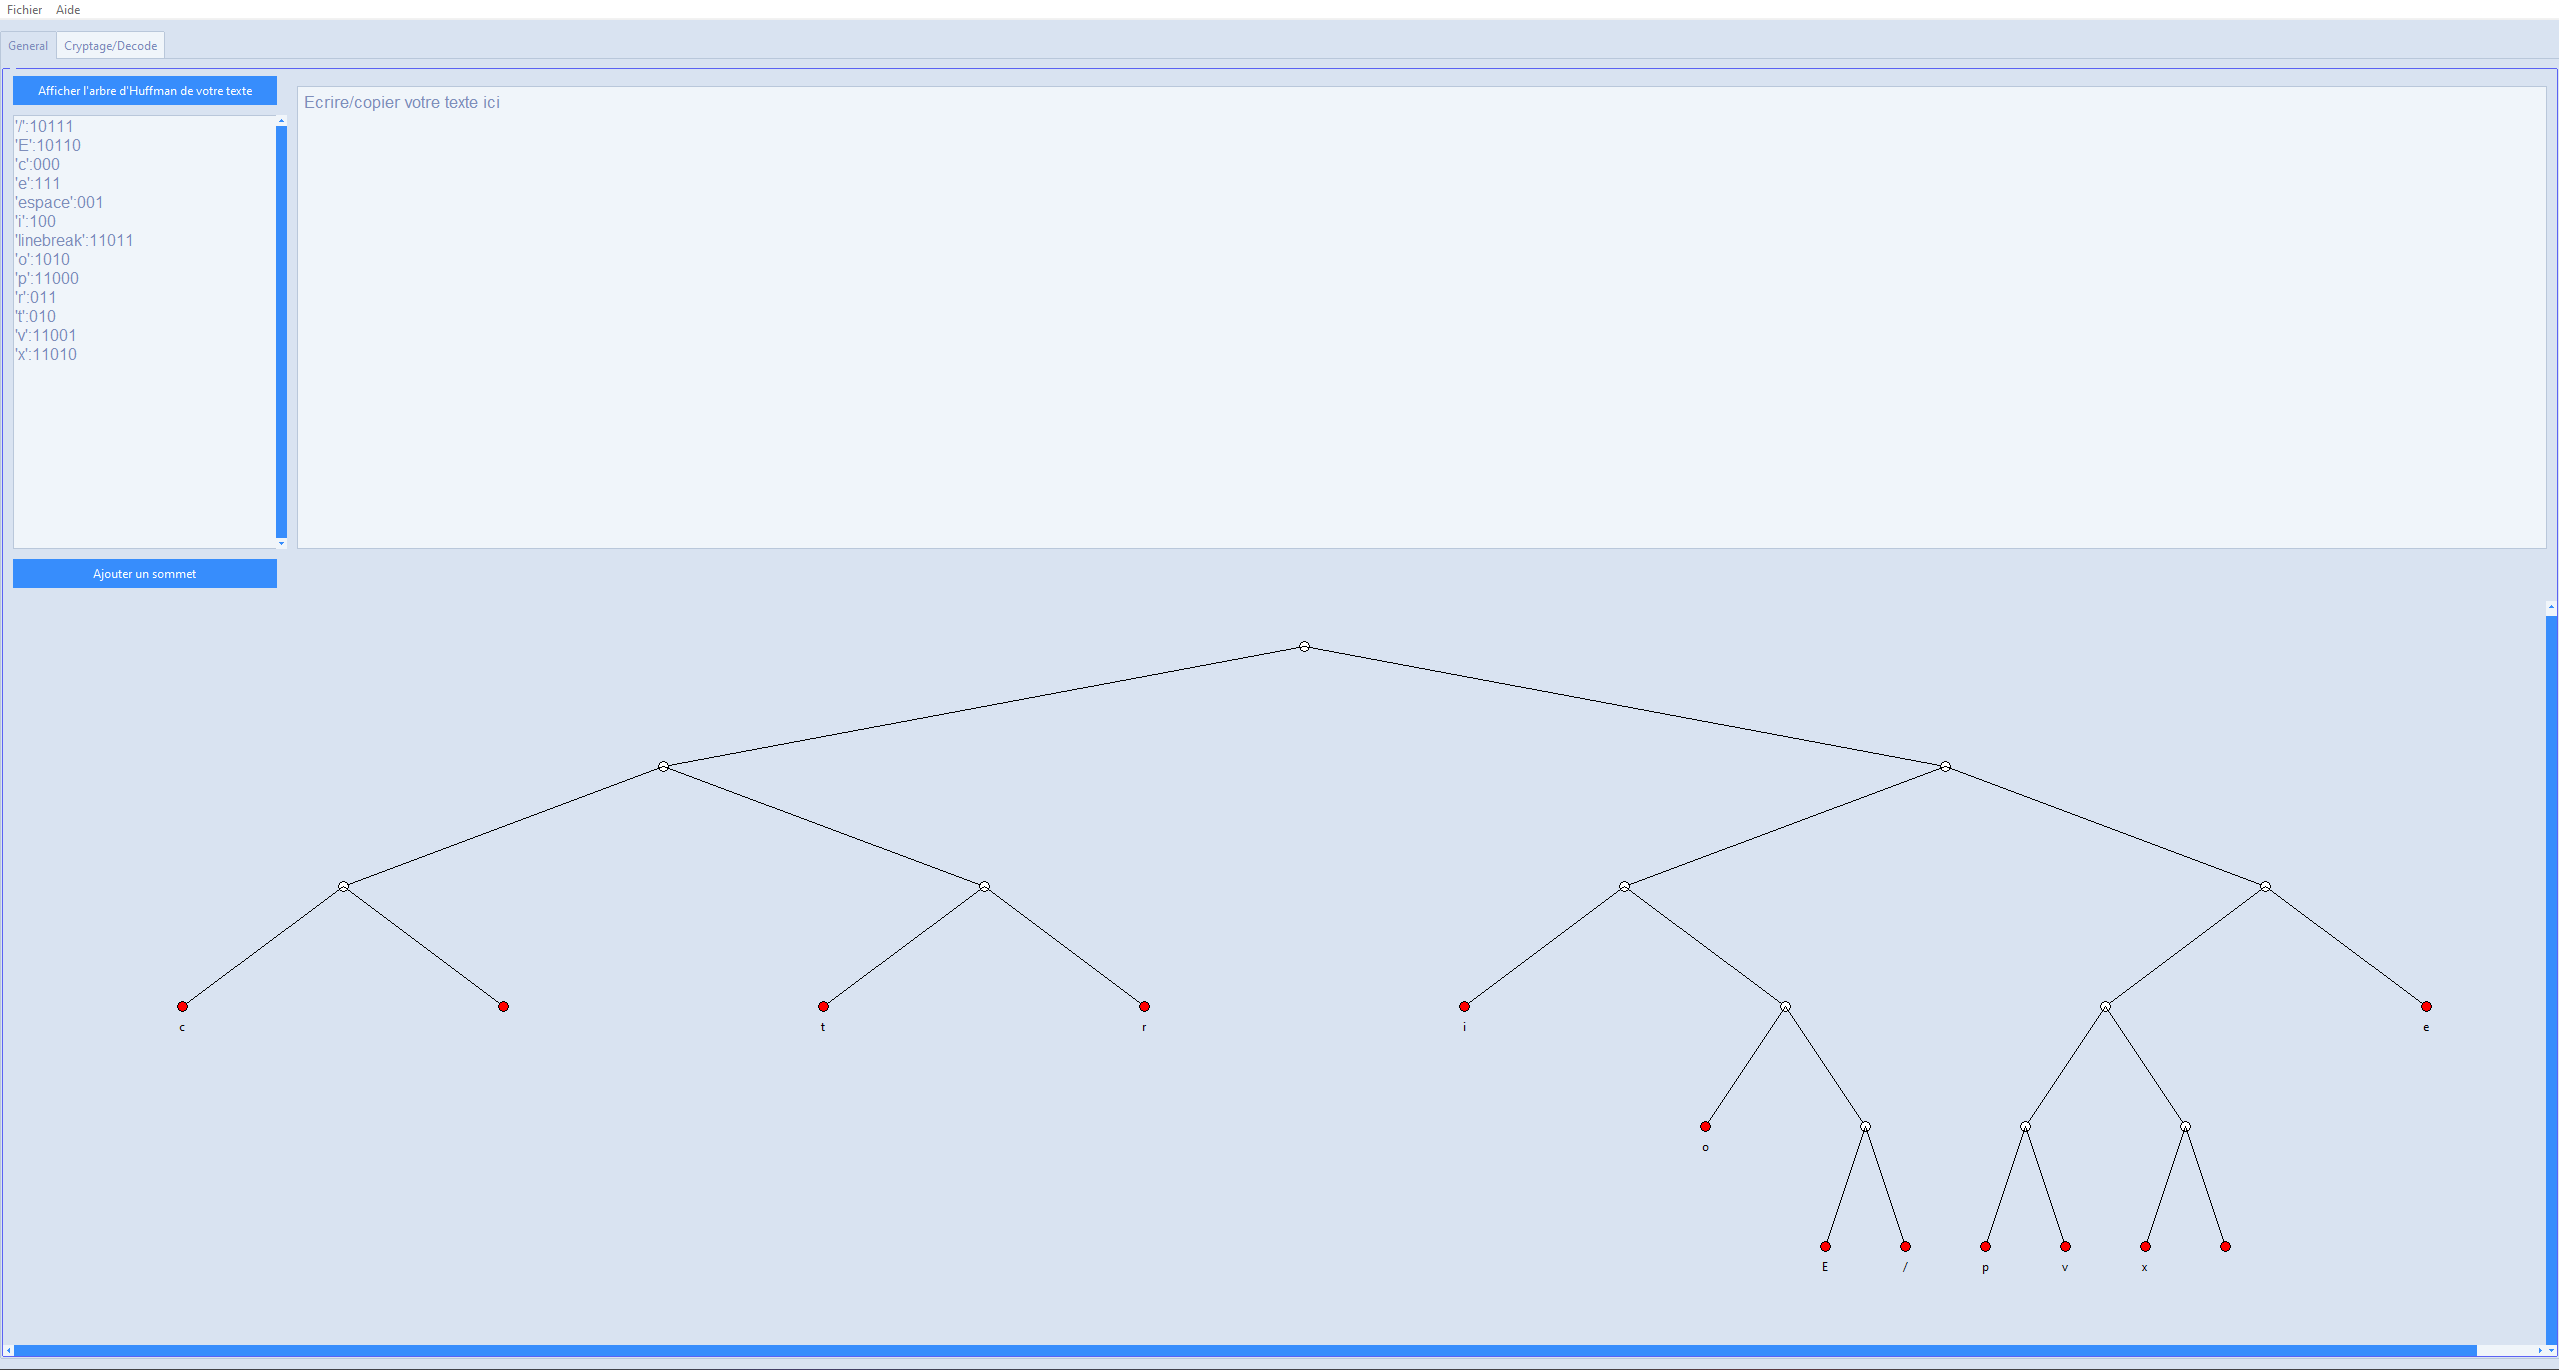 Fichier Aide
General Cryptage/Decode
Afficher l'arbre d'Huffman de votre texte
Ecrire/copier votre texte ici
'/':10111
'E':10110
'c':000
'e':111
'espace':001
'i':100
'linebreak':11011
'o':1010
'p':11000
'r':011
't':010
'v':11001
'x':11010
Ajouter un sommet
c t r i e
o
E / p v x